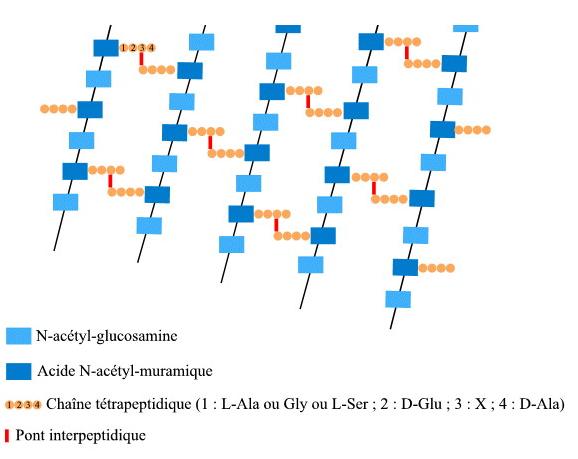 1 2 3 4
N-acétyl-glucosamine
Acide N-acétyl-muramique
1 2 3 4 Chaîne tétrapeptidique (1 : L-Ala ou Gly ou L-Ser ; 2 : D-Glu ; 3 : X ; 4 : D-Ala)
Pont interpeptidique